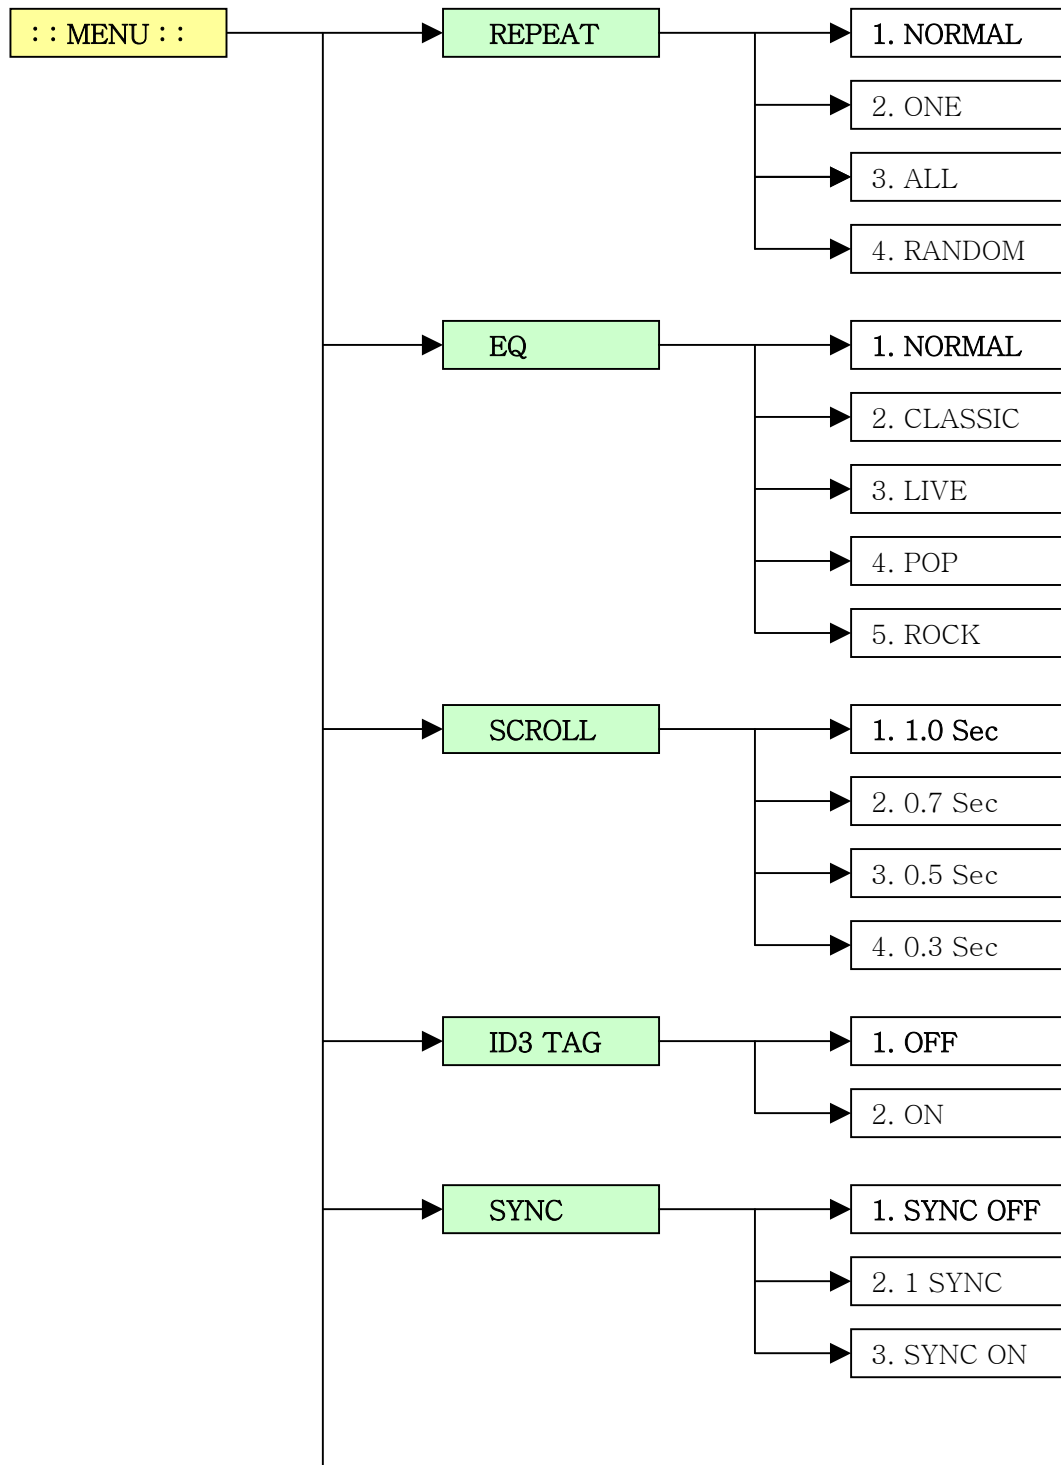 : : MENU : :
REPEAT
1. NORMAL
2. ONE
3. ALL
4. RANDOM
EQ
1. NORMAL
2. CLASSIC
3. LIVE
4. POP
5. ROCK
SCROLL
1. 1.0 Sec
2. 0.7 Sec
3. 0.5 Sec
4. 0.3 Sec
ID3 TAG
1. OFF
2. ON
SYNC
1. SYNC OFF
2. 1 SYNC
3. SYNC ON